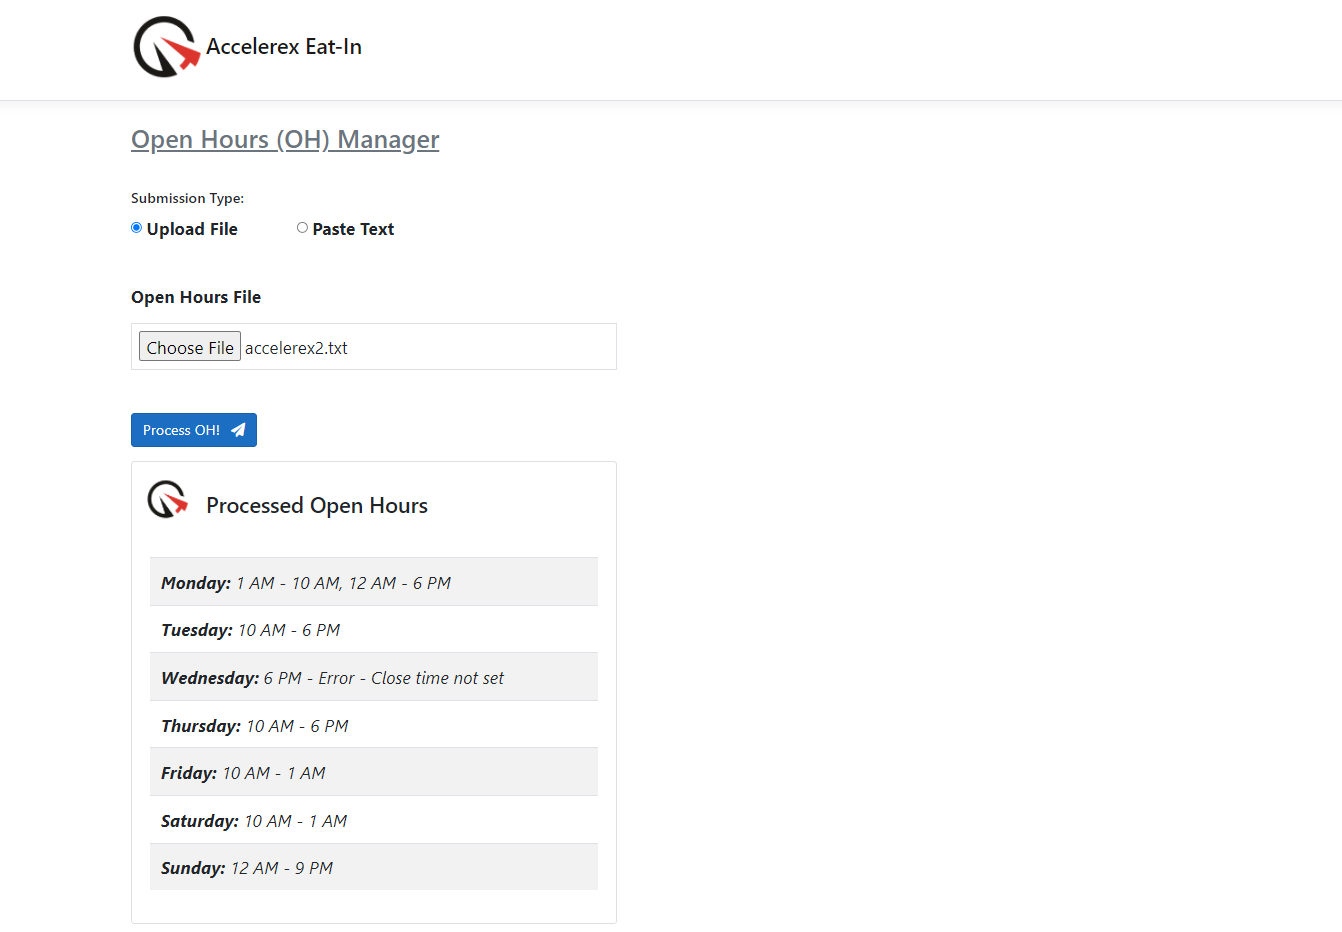 Accelerex Eat-In
Open Hours (OH) Manager
Submission Type:
Upload File Paste Text
Open Hours File
Choose File accelerex2.txt
Process OH!
Processed Open Hours
Monday: 1 AM - 10 AM, 12 AM - 6 PM
Tuesday: 10 AM - 6 PM
Wednesday: 6 PM - Error - Close time not set
Thursday: 10 AM - 6 PM
Friday: 10 AM - 1 AM
Saturday: 10 AM - 1 AM
Sunday: 12 AM - 9 PM